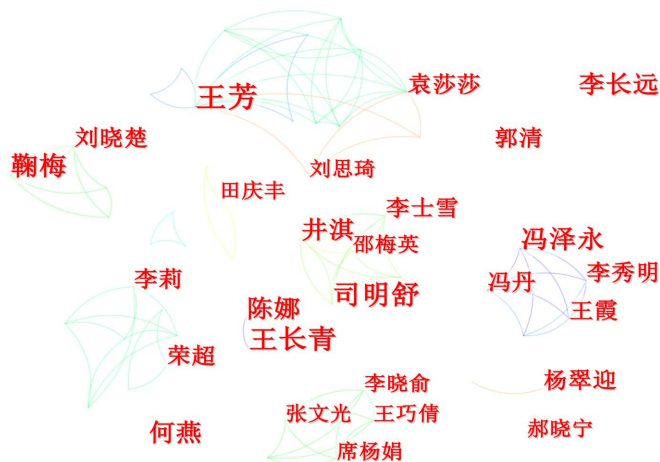 王芳
袁莎莎
李长远
刘晓楚
郭清
鞠梅
刘思琦
田庆丰
李士雪
井淇
邵梅英
冯泽永
李莉
冯丹
李秀明
司明舒
陈娜
王霞
王长青
荣超
李晓俞
杨翠迎
张文光
王巧倩
何燕
郝晓宁
席杨娟